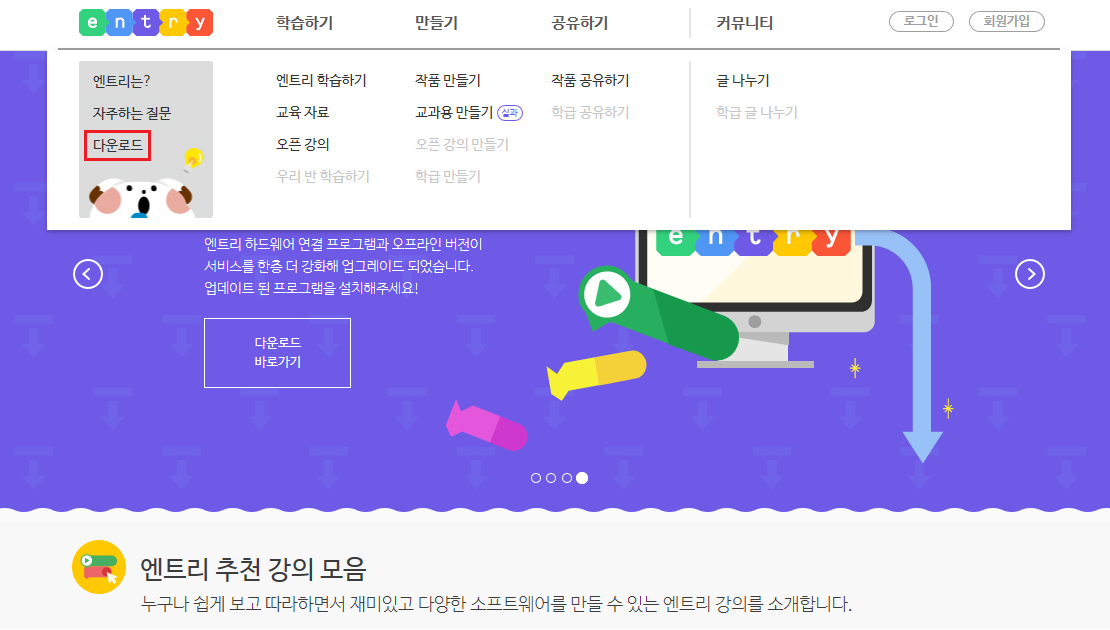 entry
학습하기
만들기
공유하기
커뮤니티
로그인
회원가입
엔트리는?
자주하는 질문
다운로드
엔트리 학습하기
교육 자료
오픈 강의
우리 반 학습하기
작품 만들기
교과용 만들기 실과
오픈 강의 만들기
학급 만들기
작품 공유하기
학급 공유하기
글 나누기
학급 글 나누기
엔트리 하드웨어 연결 프로그램과 오프라인 버전이
서비스를 한층 더 강화해 업그레이드 되었습니다.
업데이트 된 프로그램을 설치해주세요!
다운로드
바로가기
entry
엔트리 추천 강의 모음
누구나 쉽게 보고 따라하면서 재미있고 다양한 소프트웨어를 만들 수 있는 엔트리 강의를 소개합니다.